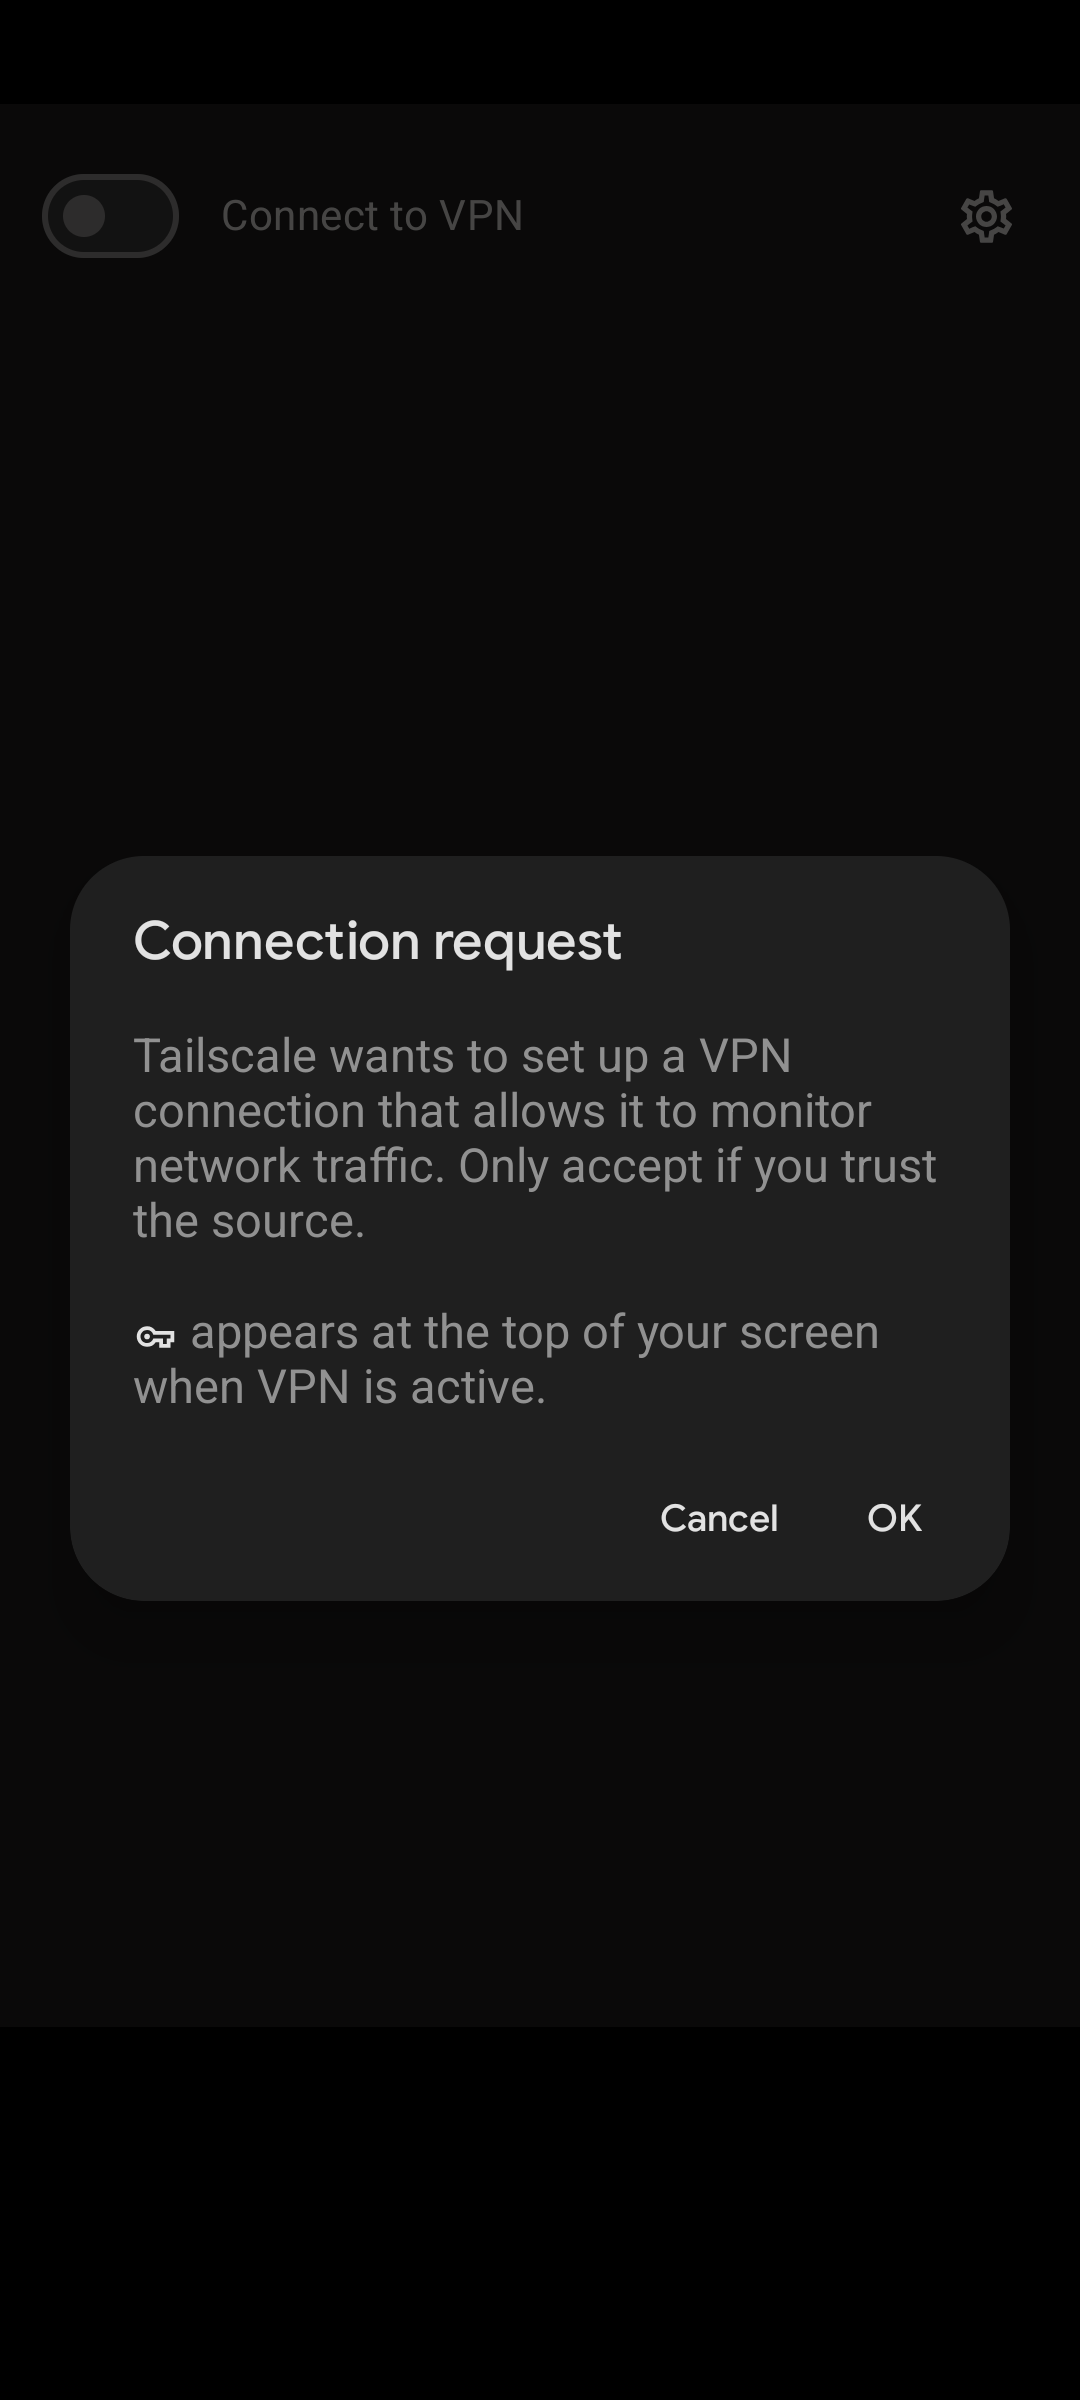 Connect to VPN
Connection request
Tailscale wants to set up a VPN
connection that allows it to monitor
network traffic. Only accept if you trust
the source.
appears at the top of your screen
when VPN is active.
Cancel OK